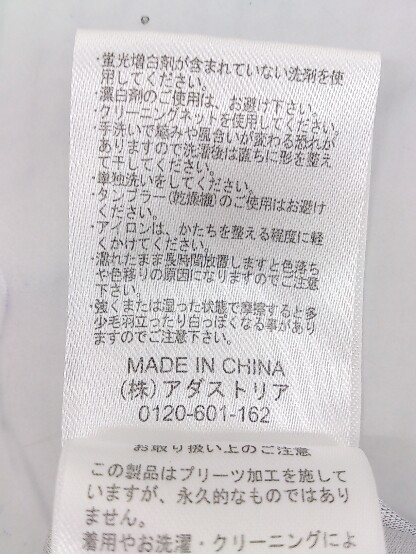 ・蛍光増白剤が含まれていない洗剤を使
用してください。
・漂白剤のご使用は、お避け下さい。
・クリーニングネットを使用してください。
・手洗いで縮みや風合いが変わる恐れが
ありますので洗濯後は直ちに形を整え
て干してください。
・単独洗いをしてください。
・タンブラー(乾燥機)のご使用はお避け
ください。
・アイロンは、かたちを整える程度に軽
くかけてください。
・濡れたまま長時間放置しますと色落ち
や色移りの原因になりますのでご注意
下さい。
・強くまたは湿った状態で摩擦すると多
少毛羽立ったり白っぽくなる事があり
ますのでご注意下さい。
MADE IN CHINA
(株)アダストリア
0120-601-162
お取り扱い上のご注意
この製品はプリーツ加工を施して
いますが、永久的なものではあり
ません。
着用やお洗濯・クリーニングによ